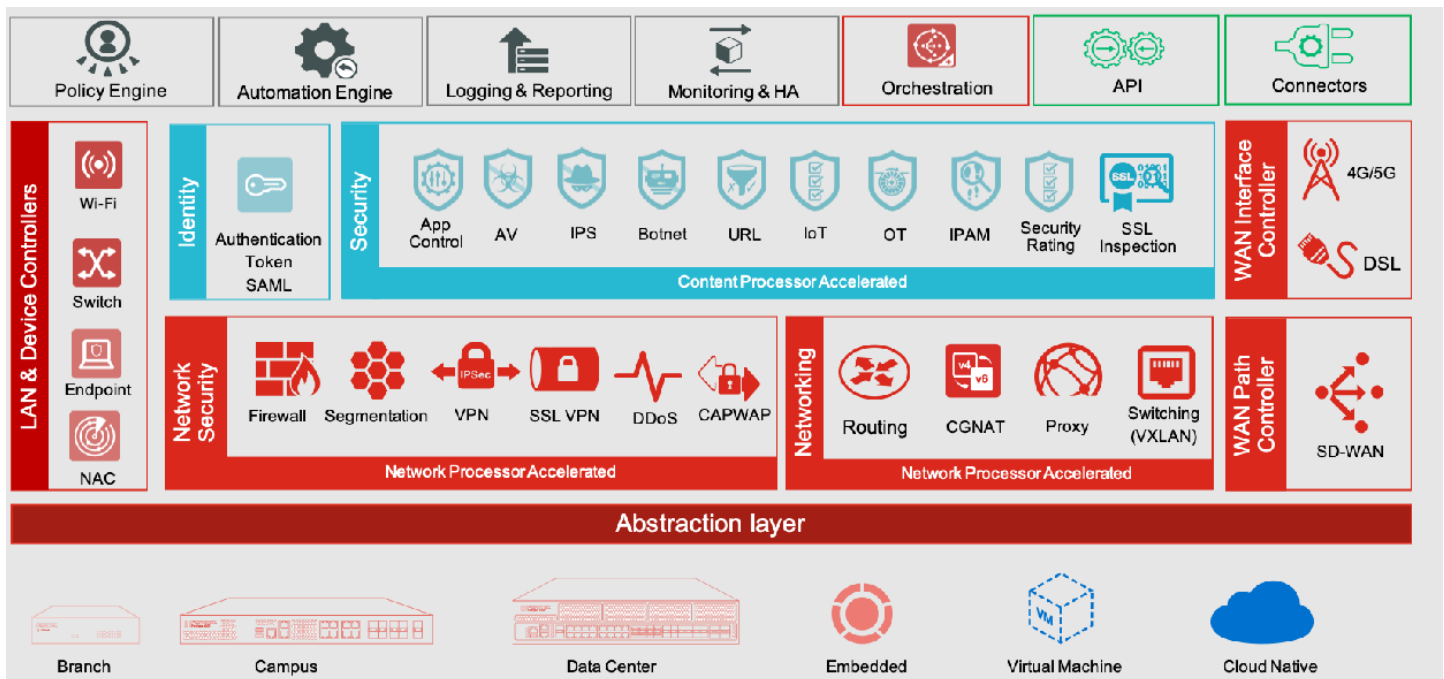 Policy Engine
Automation Engine
Logging & Reporting
Monitoring & HA
Orchestration
API
Connectors
LAN & Device Controllers
Wi-Fi
Switch
Endpoint
NAC
Identity
Authentication
Token
SAML
Security
App
Control
AV
IPS
Botnet
URL
IoT
OT
IPAM
Security
Rating
SSL
01001
SSL
Inspection
Content Processor Accelerated
WAN Interface
Controller
4G/5G
DSL
Network
Security
Firewall
Segmentation
IPSec
VPN
SSL VPN
DDoS
CAPWAP
Network Processor Accelerated
Networking
Routing
v4
v6
CGNAT
Proxy
Switching
(VXLAN)
Network Processor Accelerated
WAN Path
Controller
SD-WAN
Abstraction layer
Branch
Campus
Data Center
Embedded
VM
Virtual Machine
Cloud Native